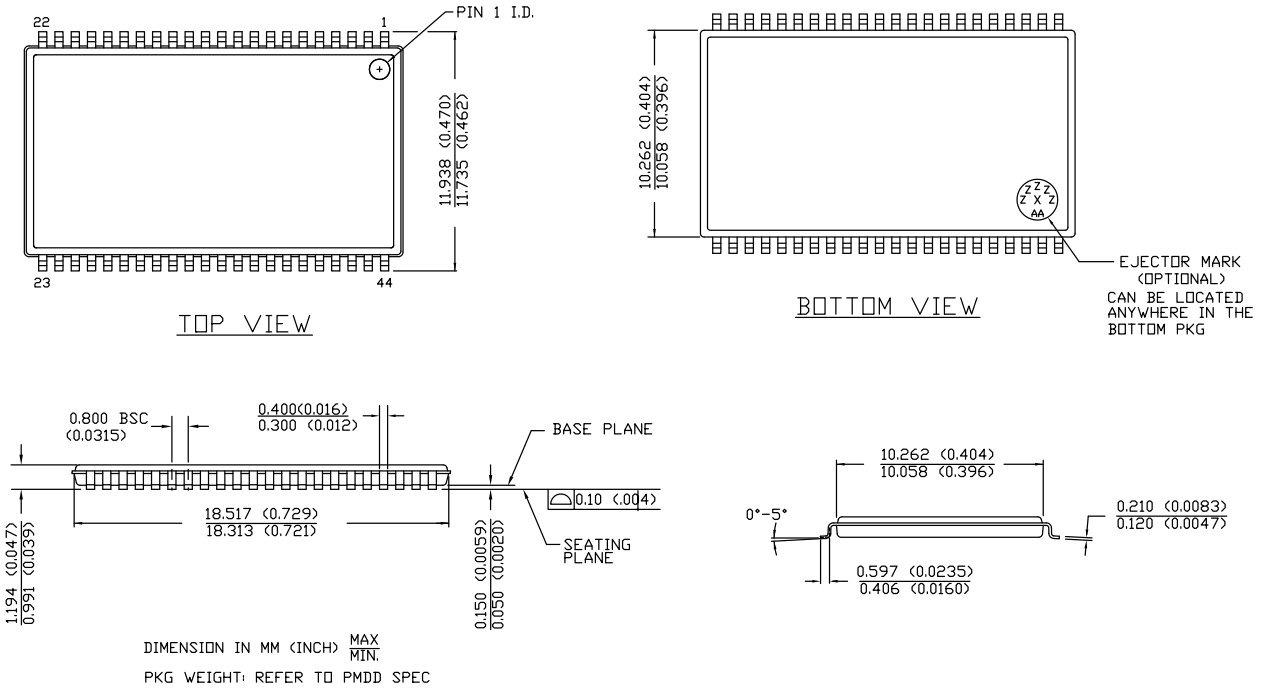 22
1
PIN 1 I.D.
11.938 (0.470)
11.735 (0.462)
23
44
TOP VIEW
10.262 (0.404)
10.058 (0.396)
Z Z Z
Z X Z
AA
EJECTOR MARK
(OPTIONAL)
CAN BE LOCATED
ANYWHERE IN THE
BOTTOM PKG
BOTTOM VIEW
0.800 BSC
(0.0315)
0.400(0.016)
0.300 (0.012)
BASE PLANE
0.10 (.004)
18.517 (0.729)
18.313 (0.721)
SEATING
PLANE
1.194 (0.047)
0.991 (0.039)
0.150 (0.0059)
0.050 (0.0020)
10.262 (0.404)
10.058 (0.396)
0°-5°
0.210 (0.0083)
0.120 (0.0047)
0.597 (0.0235)
0.406 (0.0160)
DIMENSION IN MM (INCH) MAX
MIN.
PKG WEIGHT: REFER TO PMDD SPEC